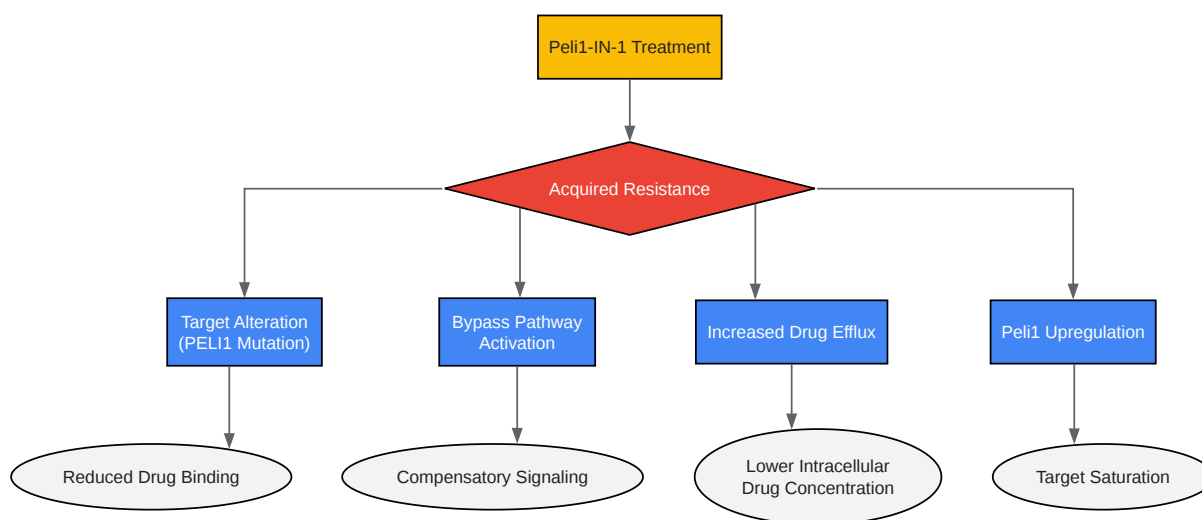 Peli1-IN-1 Treatment
Acquired Resistance
Target Alteration
(PELI1 Mutation)
Bypass Pathway
Activation
Increased Drug Efflux
Peli1 Upregulation
Reduced Drug Binding
Compensatory Signaling
Lower Intracellular
Drug Concentration
Target Saturation